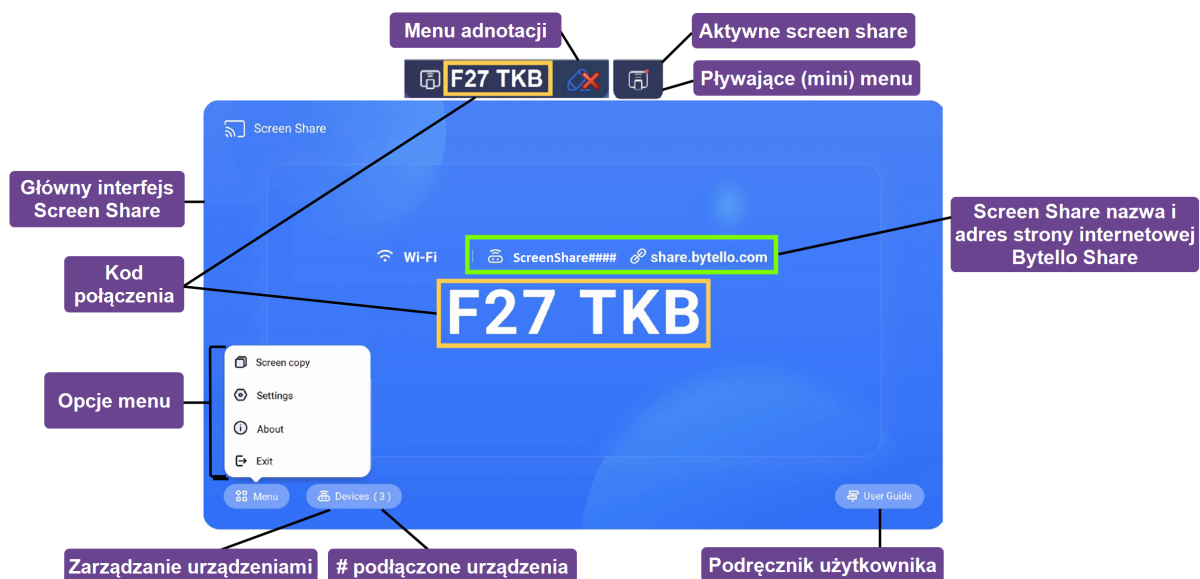 Menu adnotacji
Aktywne screen share
F27 TKB
Pływające (mini) menu
Screen Share
Główny interfejs
Screen Share
Screen Share nazwa i
adres strony internetowej
Bytello Share
Wi-Fi
ScreenShare####
share.bytello.com
Kod
połączenia
F27 TKB
Opcje menu
Screen copy
Settings
About
Exit
Menu
Devices ( 3 )
User Guide
Zarządzanie urządzeniami
# podłączone urządzenia
Podręcznik użytkownika